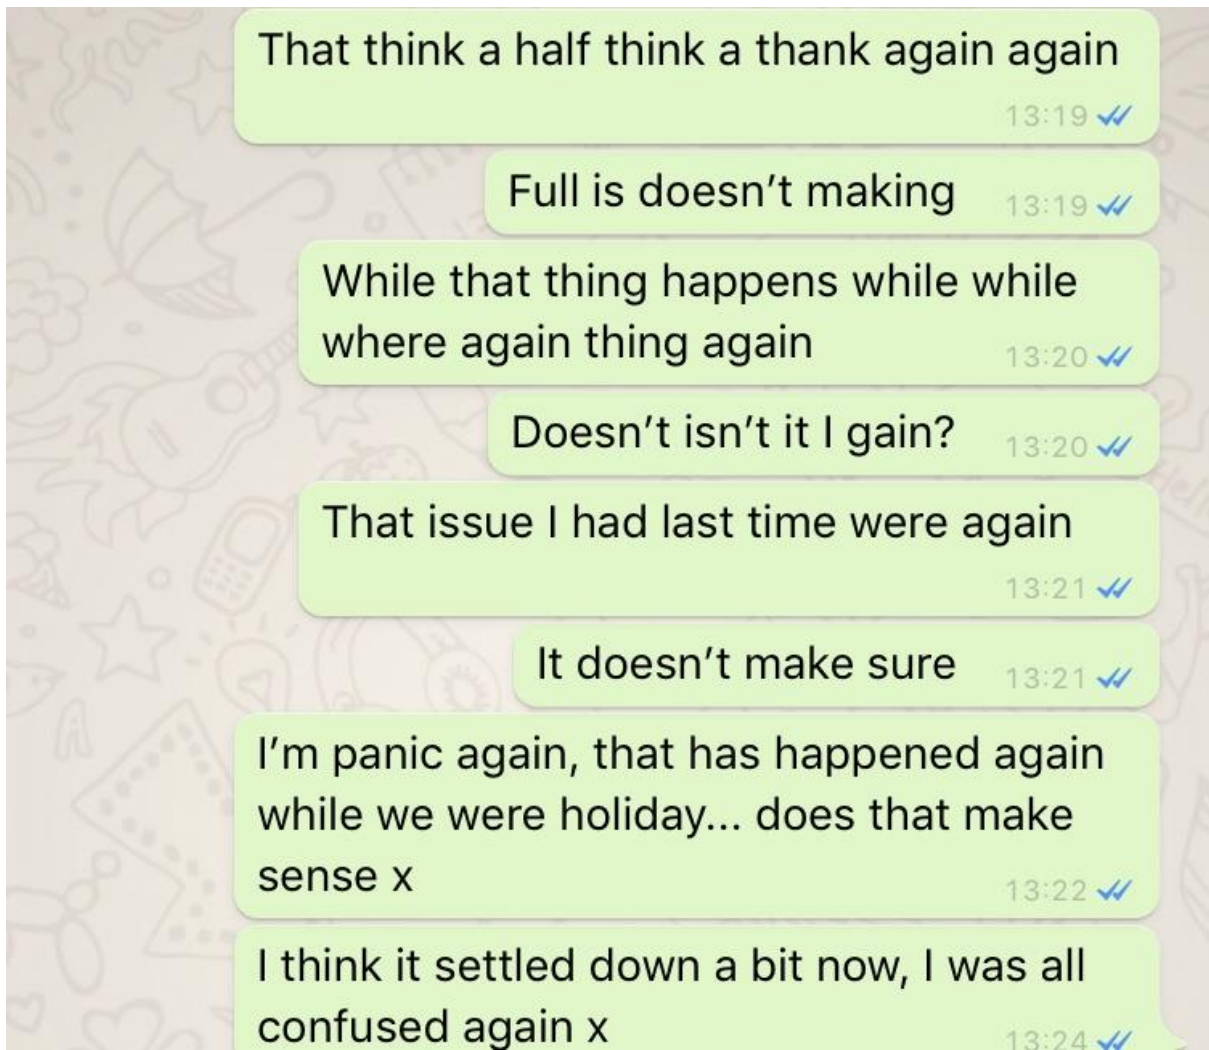 That think a half think a thank again again
13:19
Full is doesn’t making 13:19
While that thing happens while while
where again thing again 13:20
Doesn’t isn’t it I gain? 13:20
That issue I had last time were again
13:21
It doesn’t make sure 13:21
I’m panic again, that has happened again
while we were holiday... does that make
sense x 13:22
I think it settled down a bit now, I was all
confused again x 13:24